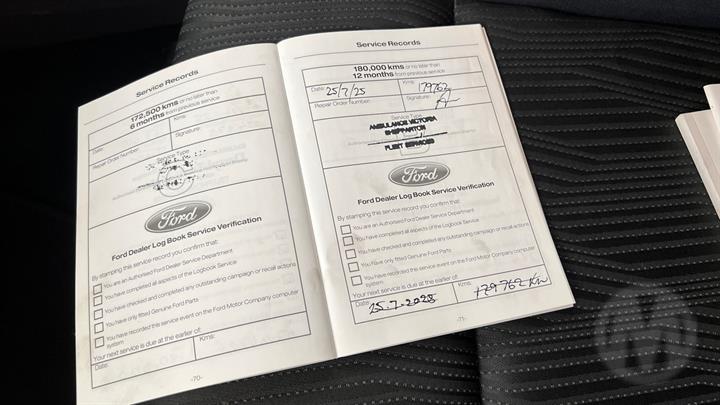 Service Records
172,500 kms or no later than
6 months from previous service
Date:
Kms:
Repair Order Number:
Signature:
Service Type
Ford
Ford Dealer Log Book Service Verification
By stamping this service record you confirm that:
You are an Authorised Ford Dealer Service Department
You have completed all aspects of the Logbook Service
You have checked and completed any outstanding campaign or recall actions
You have only fitted Genuine Ford Parts
You have recorded this service event on the Ford Motor Company computer
system
Your next service is due at the earlier of:
Date:
Kms:
-70-
Service Records
180,000 kms or no later than
12 months from previous service
Date: 25/7/25
Kms: 179762
Repair Order Number:
Signature:
Service Type
AMBULANCE VICTORIA
SHEPPARTON
FLEET SERVICES
Ford
Ford Dealer Log Book Service Verification
By stamping this service record you confirm that:
You are an Authorised Ford Dealer Service Department
You have completed all aspects of the Logbook Service
You have checked and completed any outstanding campaign or recall actions
You have only fitted Genuine Ford Parts
You have recorded this service event on the Ford Motor Company computer
system
Your next service is due at the earlier of:
Date: 25.7.2025
Kms: 179762 Km
-71-